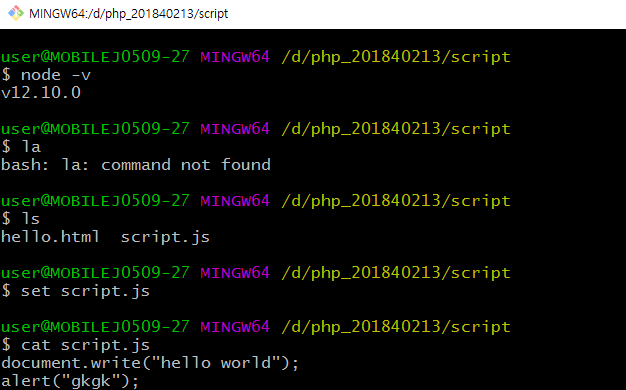 MINGW64:/d/php_201840213/script
user@MOBILEJ0509-27 MINGW64 /d/php_201840213/script
$ node -v
v12.10.0
user@MOBILEJ0509-27 MINGW64 /d/php_201840213/script
$ la
bash: la: command not found
user@MOBILEJ0509-27 MINGW64 /d/php_201840213/script
$ ls
hello.html  script.js
user@MOBILEJ0509-27 MINGW64 /d/php_201840213/script
$ set script.js
user@MOBILEJ0509-27 MINGW64 /d/php_201840213/script
$ cat script.js
document.write("hello world");
alert("gkgk");